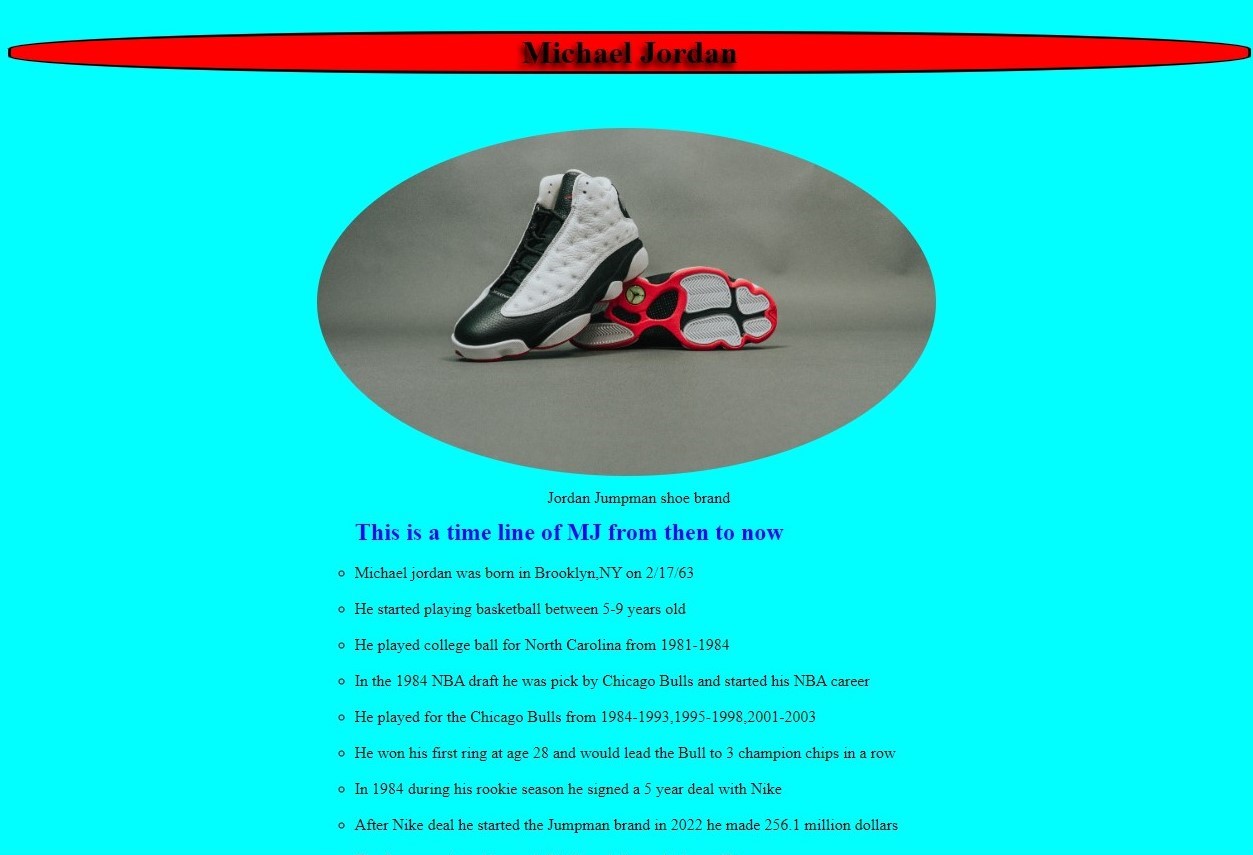 Michael Jordan
Jordan Jumpman shoe brand
This is a time line of MJ from then to now
Michael jordan was born in Brooklyn,NY on 2/17/63
He started playing basketball between 5-9 years old
He played college ball for North Carolina from 1981-1984
In the 1984 NBA draft he was pick by Chicago Bulls and started his NBA career
He played for the Chicago Bulls from 1984-1993,1995-1998,2001-2003
He won his first ring at age 28 and would lead the Bull to 3 champion chips in a row
In 1984 during his rookie season he signed a 5 year deal with Nike
After Nike deal he started the Jumpman brand in 2022 he made 256.1 million dollars